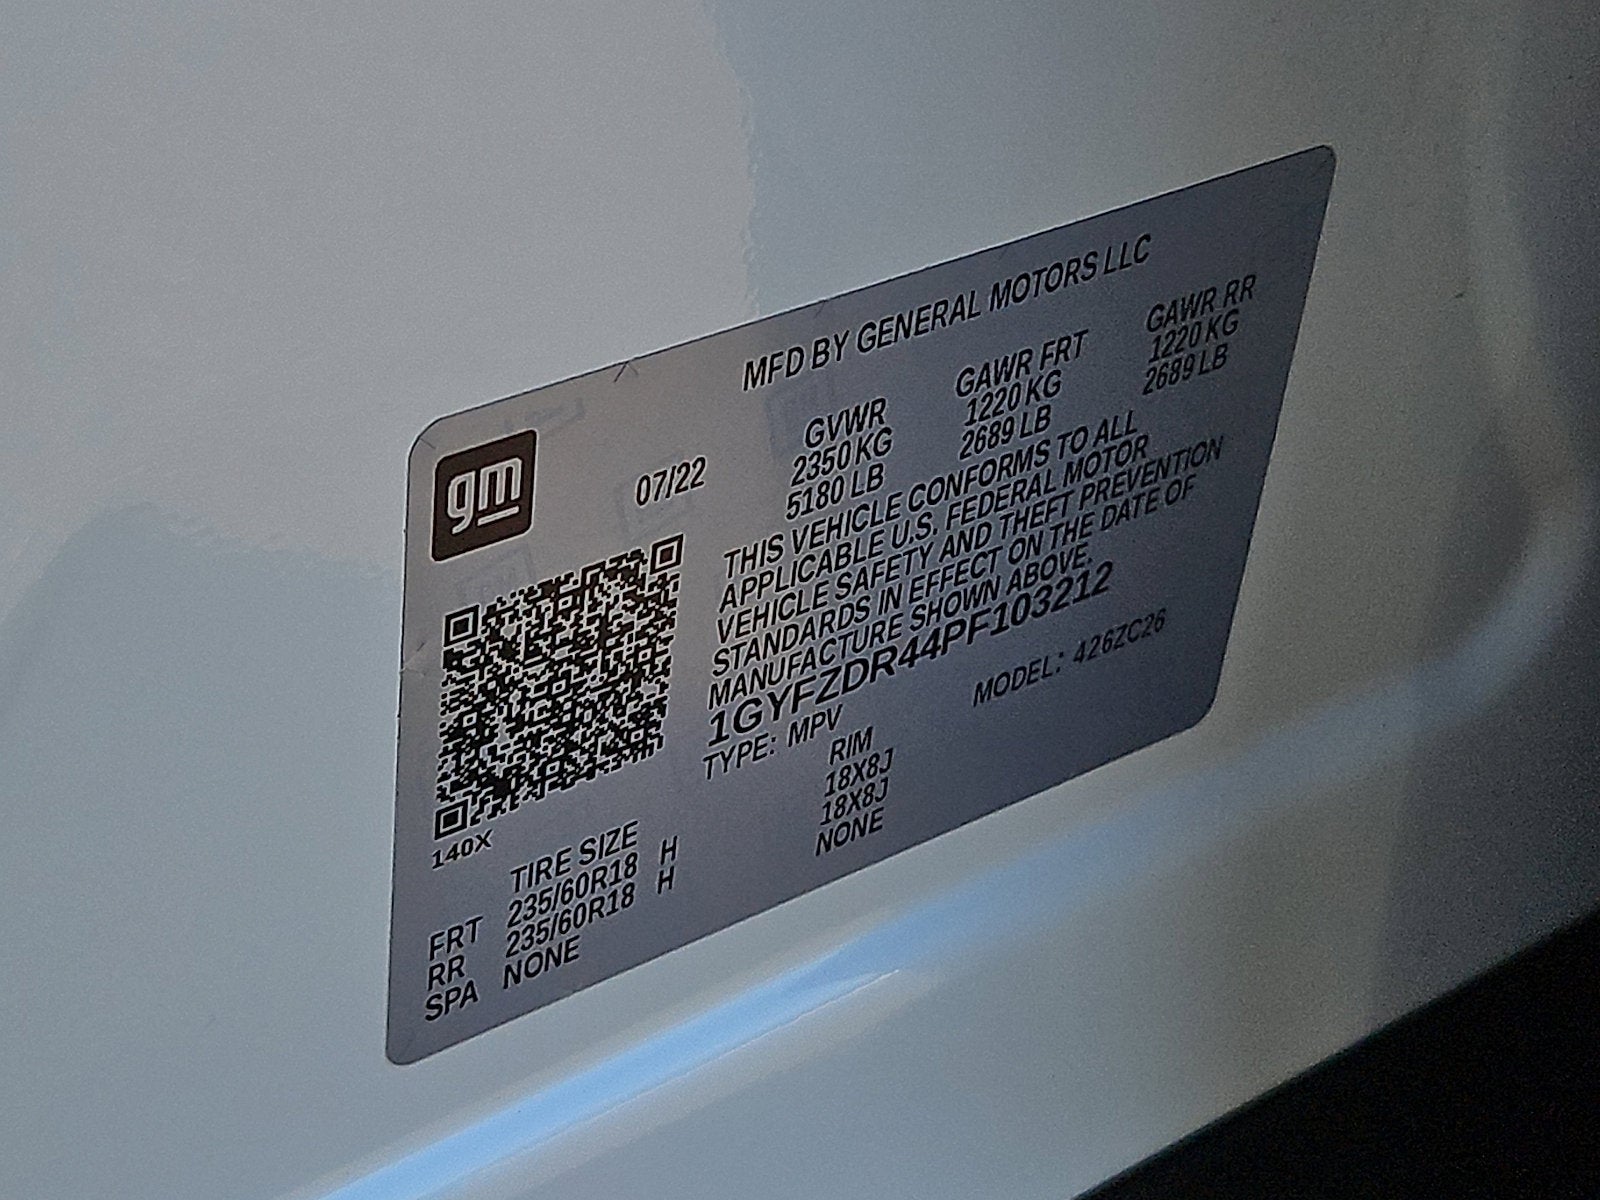 gm
07/22
MFD BY GENERAL MOTORS LLC
GVWR GAWR FRT GAWR RR
2350 KG 1220 KG 1220 KG
5180 LB 2689 LB 2689 LB
THIS VEHICLE CONFORMS TO ALL
APPLICABLE U.S. FEDERAL MOTOR
VEHICLE SAFETY AND THEFT PREVENTION
STANDARDS IN EFFECT ON THE DATE OF
MANUFACTURE SHOWN ABOVE.
1GYFZDR44PF103212
TYPE: MPV MODEL: 426ZC26
140X
TIRE SIZE RIM
FRT 235/60R18 H 18X8J
RR 235/60R18 H 18X8J
SPA NONE NONE